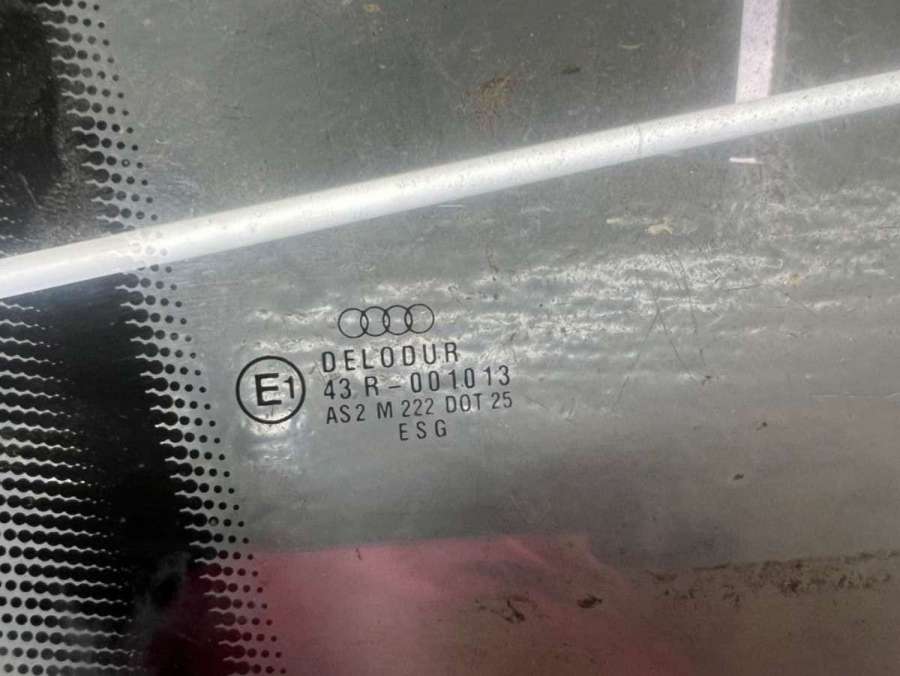 DELODUR
E1
43 R-001013
AS2 M 222 DOT 25
ESG